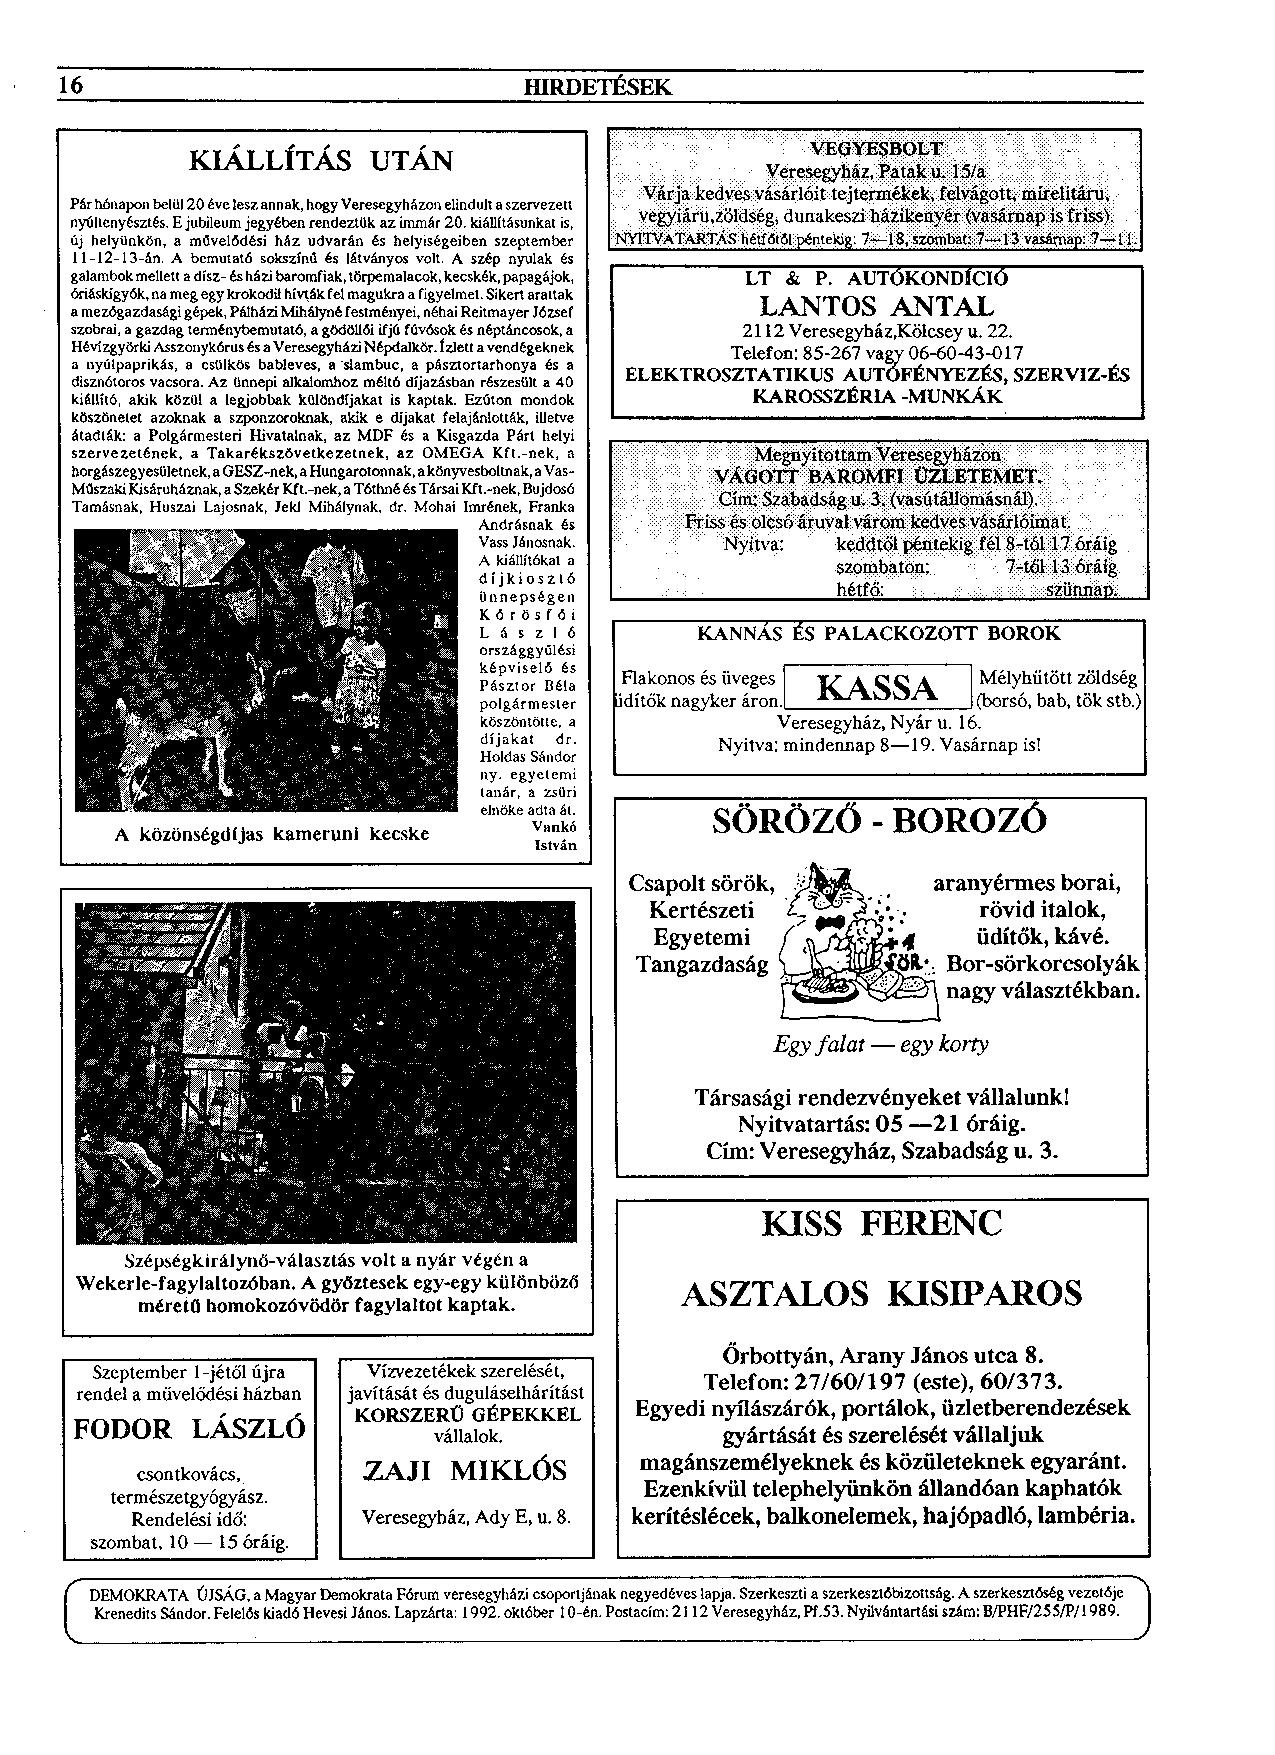 16
HIRDETÉSEK
KIÁLLÍTÁS UTÁN
Pár hónapon belül 20 éve lesz annak, hogy Veresegyházon elindult a szervezett
nyúltenyésztés. E jubileum jegyében rendeztük az immár 20. kiállításunkat is,
új helyünkön, a művelődési ház udvarán és helyiségeiben szeptember
11-12-13-án. A bemutató sokszínű és látványos volt. A szép nyulak és
galambok mellett a dísz- és házi baromfiak, törpemalacok, kecskék, papagájok,
óriáskígyók, na meg egy krokodil hívták fel magukra a figyelmet. Sikert arattak
a mezőgazdasági gépek, Pálházi Mihályné festményei, néhai Reitmayer József
szobrai, a gazdag terménybemutató, a gödöllői ifjú fúvósok és néptáncosok, a
Hévízgyörki Asszonykórus és a Veresegyházi Népdalkör. Ízlett a vendégeknek
a nyúlpaprikás, a csülkös bableves, a slambuc, a pásztortarhonya és a
disznótoros vacsora. Az ünnepi alkalomhoz méltó díjazásban részesült a 40
kiállító, akik közül a legjobbak különdíjakat is kaptak. Ezúton mondok
köszönetet azoknak a szponzoroknak, akik e díjakat felajánlották, illetve
átadták: a Polgármesteri Hivatalnak, az MDF és a Kisgazda Párt helyi
szervezetének, a Takarékszövetkezetnek, az OMEGA Kft.-nek, a
horgászegyesületnek, a GESZ-nek, a Hungarotonnak, a könyvesboltnak, a Vas-
Műszaki Kisáruháznak, a Szekér Kft.-nek, a Tóthné és Társai Kft.-nek, Bujdosó
Tamásnak, Huszai Lajosnak, Jekl Mihálynak, dr. Mohai Imrének, Franka
Andrásnak és
Vass Jánosnak.
A kiállítókat a
díjkiosztó
ünnepségen
Kőrösfői
László
országgyűlési
képviselő és
Pásztor Béla
polgármester
köszöntötte, a
díjakat dr.
Holdas Sándor
ny. egyetemi
tanár, a zsűri
elnöke adta át.
Vankó
István
A közönségdíjas kameruni kecske
Szépségkirálynő-választás volt a nyár végén a
Wekerle-fagylaltozóban. A győztesek egy-egy különböző
méretű homokozóvödör fagylaltot kaptak.
Szeptember 1-jétől újra
rendel a művelődési házban
FODOR LÁSZLÓ
csontkovács,
természetgyógyász.
Rendelési idő:
szombat, 10 — 15 óráig.
Vízvezetékek szerelését,
javítását és duguláselhárítást
KORSZERŰ GÉPEKKEL
vállalok.
ZAJI MIKLÓS
Veresegyház, Ady E, u. 8.
VEGYESBOLT
Veresegyház, Patak u. 15/a
Várja kedves vásárlóit tejtermékek, felvágott, mirelitáru,
vegyiáru,zöldség, dunakeszi házikenyér (vasárnap is friss).
NYITVATARTÁS hétfőtől péntekig: 7—18, szombat: 7—13 vasárnap: 7—11.
LT & P. AUTÓKONDÍCIÓ
LANTOS ANTAL
2112 Veresegyház,Kölcsey u. 22.
Telefon: 85-267 vagy 06-60-43-017
ELEKTROSZTATIKUS AUTÓFÉNYEZÉS, SZERVIZ-ÉS
KAROSSZÉRIA -MUNKÁK
Megnyitottam Veresegyházon
VÁGOTT BAROMFI ÜZLETEMET.
Cím: Szabadság u. 3. (vasútállomásnál).
Friss és olcsó áruval várom kedves vásárlóimat.
Nyitva: keddtől péntekig fél 8-tól 17 óráig
szombaton: 7-től 13 óráig
hétfő: szünnap.
KANNÁS ÉS PALACKOZOTT BOROK
Flakonos és üveges
üdítők nagyker áron.
KASSA
Mélyhűtött zöldség
(borsó, bab, tök stb.)
Veresegyház, Nyár u. 16.
Nyitva: mindennap 8—19. Vasárnap is!
SÖRÖZŐ - BOROZÓ
Csapolt sörök,
Kertészeti
Egyetemi
Tangazdaság
SÖR
aranyérmes borai,
rövid italok,
üdítők, kávé.
Bor-sörkorcsolyák
nagy választékban.
Egy falat — egy korty
Társasági rendezvényeket vállalunk!
Nyitvatartás: 05 —21 óráig.
Cím: Veresegyház, Szabadság u. 3.
KISS FERENC
ASZTALOS KISIPAROS
Őrbottyán, Arany János utca 8.
Telefon: 27/60/197 (este), 60/373.
Egyedi nyílászárók, portálok, üzletberendezések
gyártását és szerelését vállaljuk
magánszemélyeknek és közületeknek egyaránt.
Ezenkívül telephelyünkön állandóan kaphatók
kerítéslécek, balkonelemek, hajópadló, lambéria.
DEMOKRATA ÚJSÁG, a Magyar Demokrata Fórum veresegyházi csoportjának negyedéves lapja. Szerkeszti a szerkesztőbizottság. A szerkesztőség vezetője
Krenedits Sándor. Felelős kiadó Hevesi János. Lapzárta: 1992. október 10-én. Postacím: 2112 Veresegyház, Pf.53. Nyilvántartási szám: B/PHF/255/P/1989.